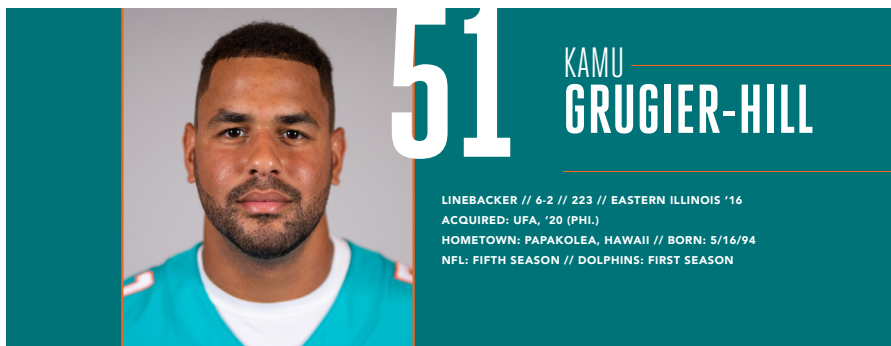 51
KAMU
GRUGIER-HILL
LINEBACKER // 6-2 // 223 // EASTERN ILLINOIS ’16
ACQUIRED: UFA, ’20 (PHI.)
HOMETOWN: PAPAKOLEA, HAWAII // BORN: 5/16/94
NFL: FIFTH SEASON // DOLPHINS: FIRST SEASON